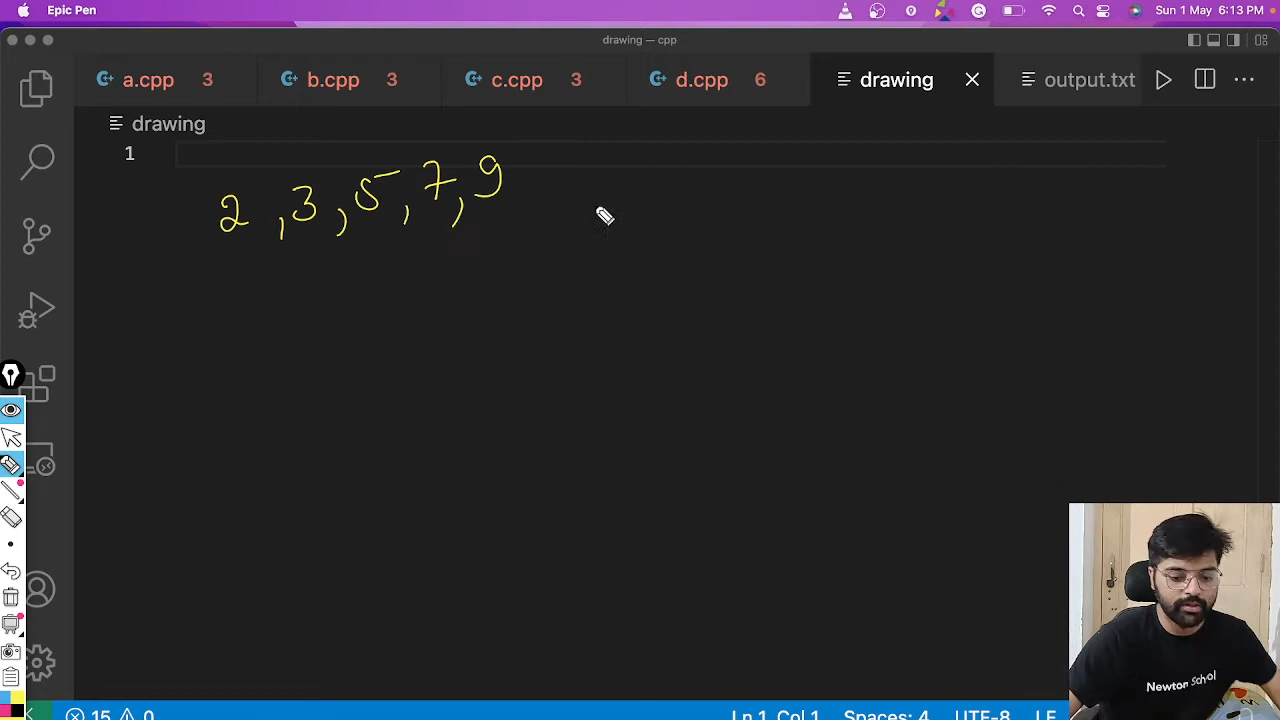 Epic Pen
Sun 1 May 6:13 PM
drawing — cpp
a.cpp 3
b.cpp 3
c.cpp 3
d.cpp 6
drawing
output.txt
drawing
1
2 ,3 ,5 ,7 ,9
Newton School
15 0
Ln 1, Col 1
Spaces: 4
UTF-8
LF